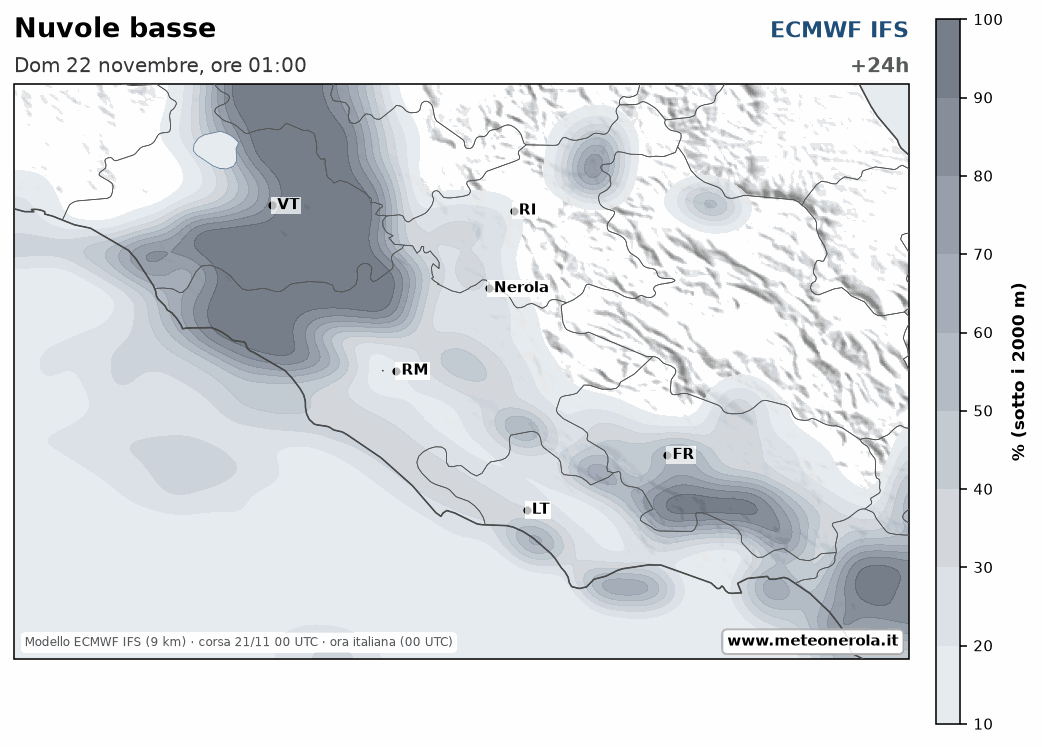 Nuvole basse
ECMWF IFS
Dom 22 novembre, ore 01:00
+24h
VT
RI
Nerola
RM
FR
LT
Modello ECMWF IFS (9 km) · corsa 21/11 00 UTC · ora italiana (00 UTC)
www.meteonerola.it
100
90
80
70
60
50
40
30
20
10
% (sotto i 2000 m)